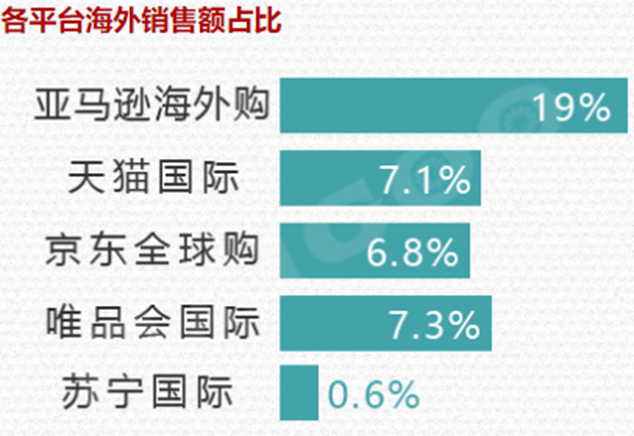 各平台海外销售额占比
亚马逊海外购 19%
天猫国际 7.1%
京东全球购 6.8%
唯品会国际 7.3%
苏宁国际 0.6%